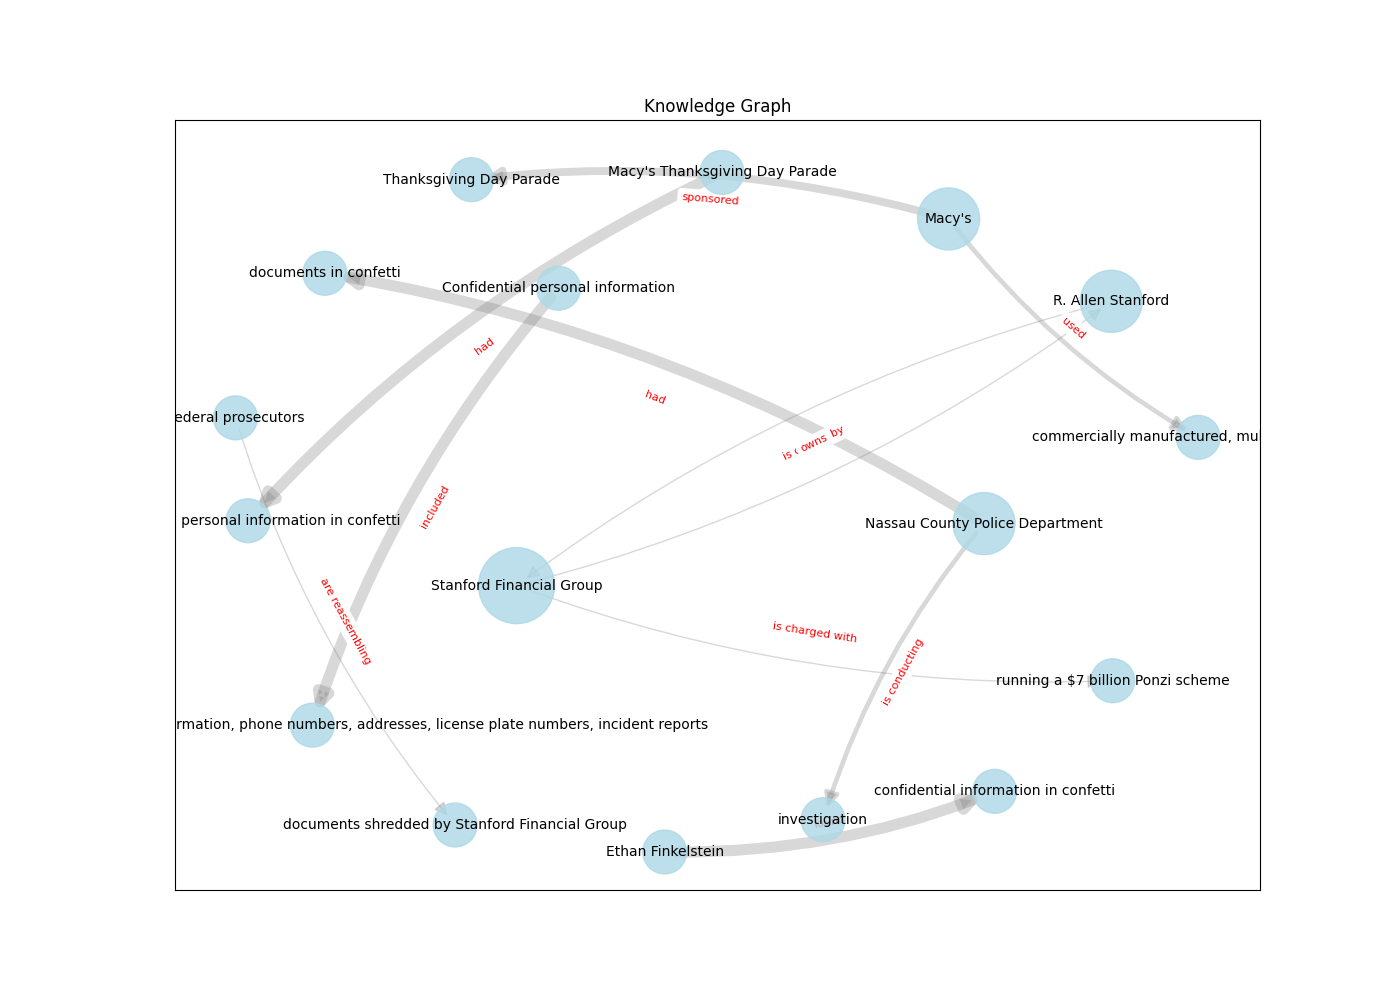 Knowledge Graph
Thanksgiving Day Parade
Macy's Thanksgiving Day Parade
sponsored
Macy's
documents in confetti
Confidential personal information
R. Allen Stanford
used
had
had
ederal prosecutors
commercially manufactured, mu
is owns by
included
personal information in confetti
Nassau County Police Department
Stanford Financial Group
are reassembling
is charged with
is conducting
running a $7 billion Ponzi scheme
rmation, phone numbers, addresses, license plate numbers, incident reports
confidential information in confetti
investigation
documents shredded by Stanford Financial Group
Ethan Finkelstein